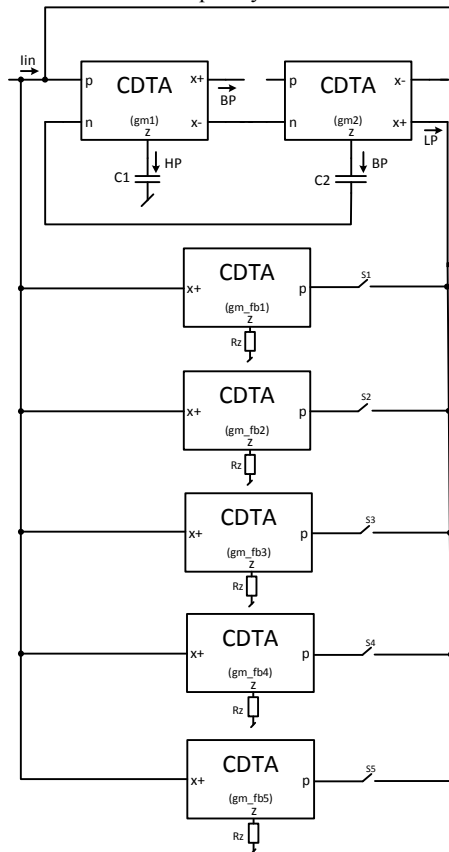 Iin
p CDTA x+ p CDTA x-
BP
n (gm1) x- n (gm2) x+
z z LP
HP BP
C1 C2
CDTA
x+ (gm_fb1) p S1
z
Rz
CDTA
x+ (gm_fb2) p S2
z
Rz
CDTA
x+ (gm_fb3) p S3
z
Rz
CDTA
x+ (gm_fb4) p S4
z
Rz
CDTA
x+ (gm_fb5) p S5
z
Rz